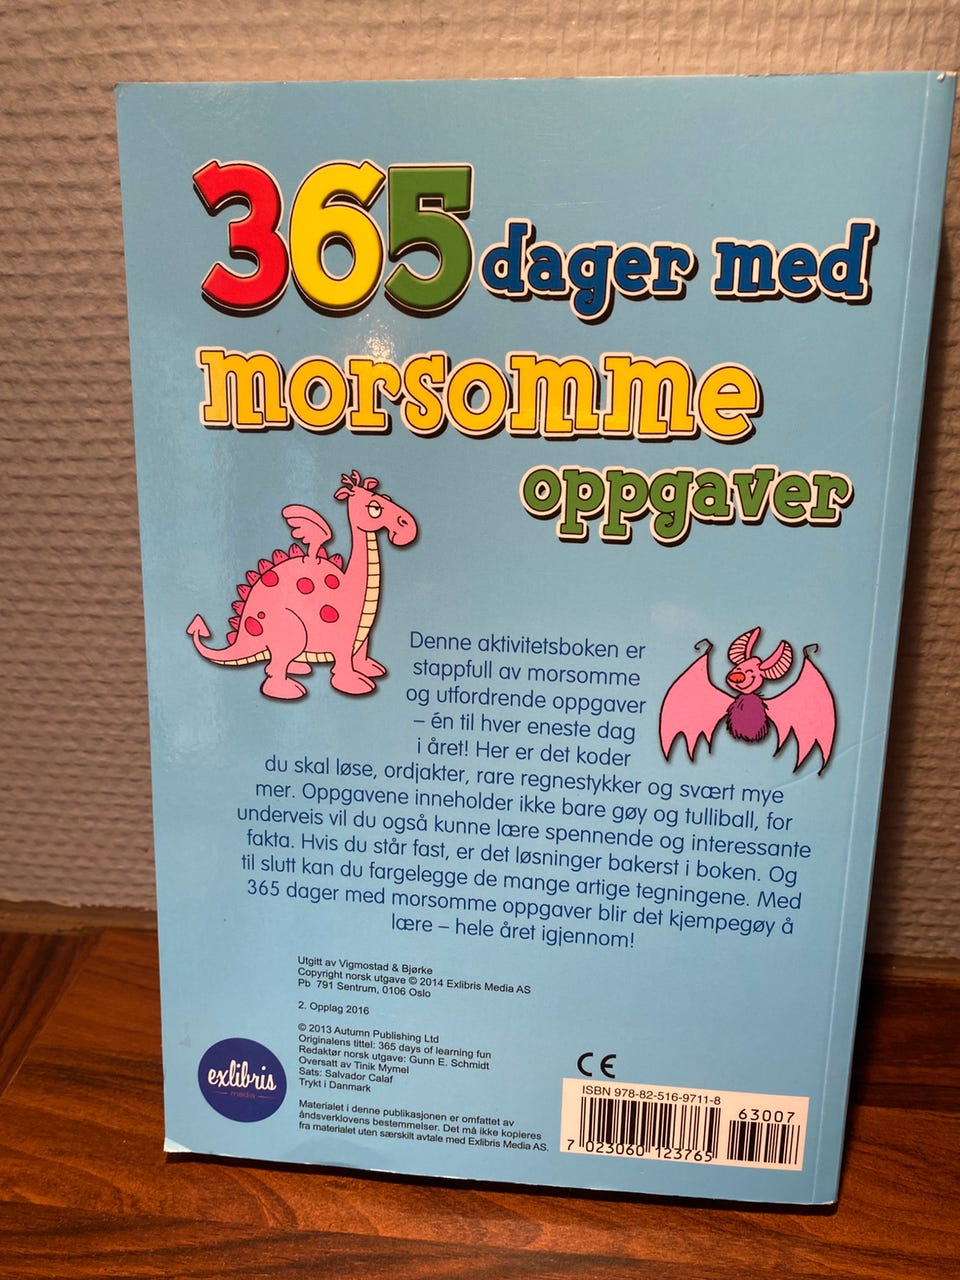 365 dager med
morsomme
oppgaver
Denne aktivitetsboken er
stappfull av morsomme
og utfordrende oppgaver
– én til hver eneste dag
i året! Her er det koder
du skal løse, ordjakter, rare regnestykker og svært mye
mer. Oppgavene inneholder ikke bare gøy og tulliball, for
underveis vil du også kunne lære spennende og interessante
fakta. Hvis du står fast, er det løsninger bakerst i boken. Og
til slutt kan du fargelegge de mange artige tegningene. Med
365 dager med morsomme oppgaver blir det kjempegøy å
lære – hele året igjennom!
Utgitt av Vigmostad & Bjørke
Copyright norsk utgave © 2014 Exlibris Media AS
Pb 791 Sentrum, 0106 Oslo
2. Opplag 2016
© 2013 Autumn Publishing Ltd
Originalens tittel: 365 days of learning fun
Redaktør norsk utgave: Gunn E. Schmidt
Oversatt av Tinik Mymel
Sats: Salvador Calaf
Trykt i Danmark
Materialet i denne publikasjonen er omfattet av
åndsverklovens bestemmelser. Det må ikke kopieres
fra materialet uten særskilt avtale med Exlibris Media AS.
exlibris
media
CE
ISBN 978-82-516-9711-8
63007
7 023060 123765